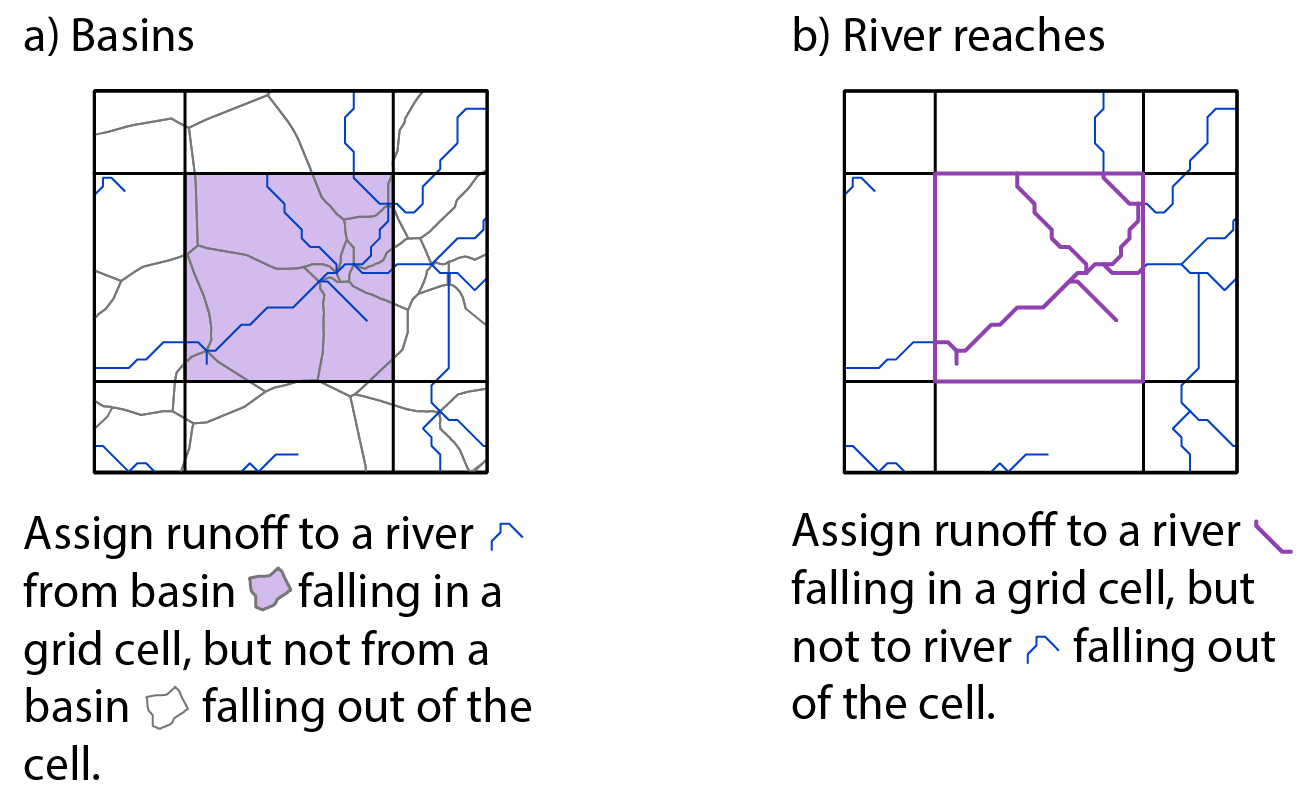 a) Basins
Assign runoff to a river
from basin falling in a
grid cell, but not from a
basin falling out of the
cell.
b) River reaches
Assign runoff to a river
falling in a grid cell, but
not to river falling out
of the cell.